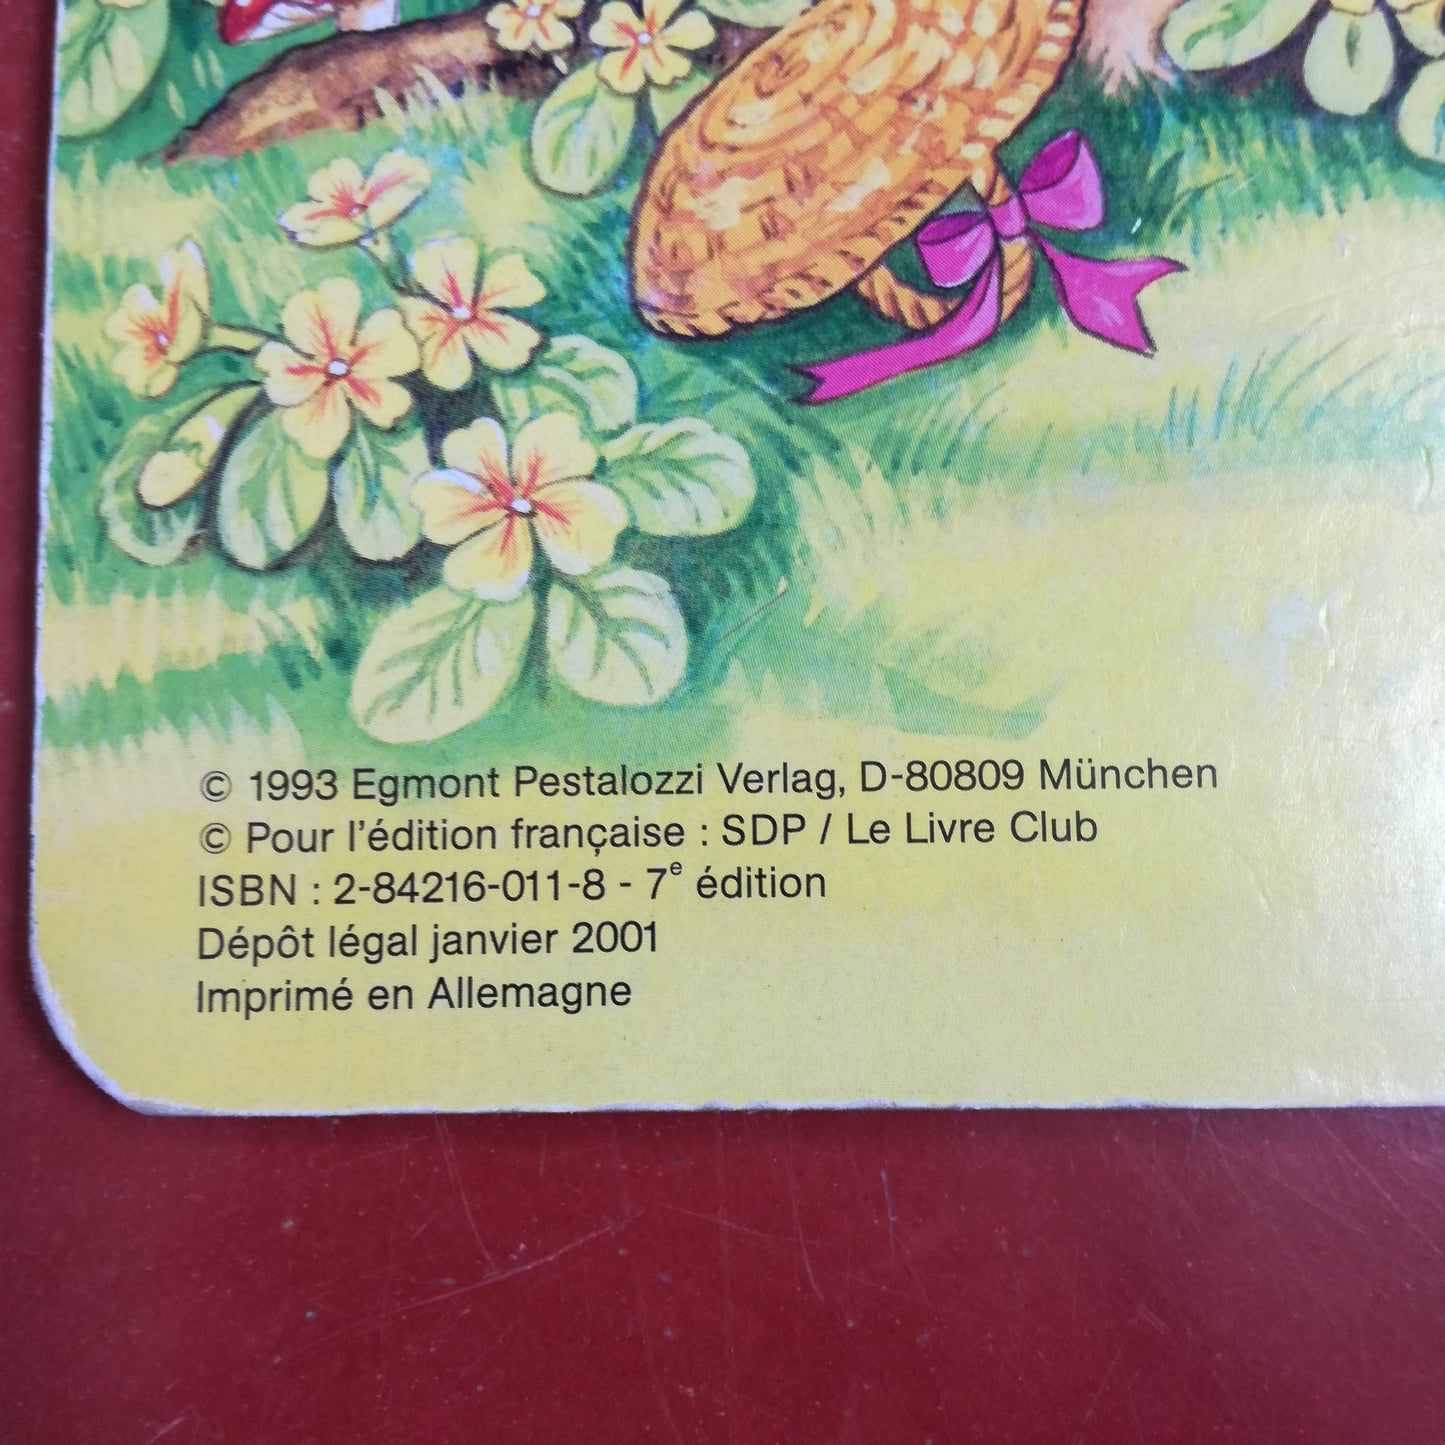 © 1993 Egmont Pestalozzi Verlag, D-80809 München
© Pour l'édition française : SDP / Le Livre Club
ISBN : 2-84216-011-8 - 7e édition
Dépôt légal janvier 2001
Imprimé en Allemagne